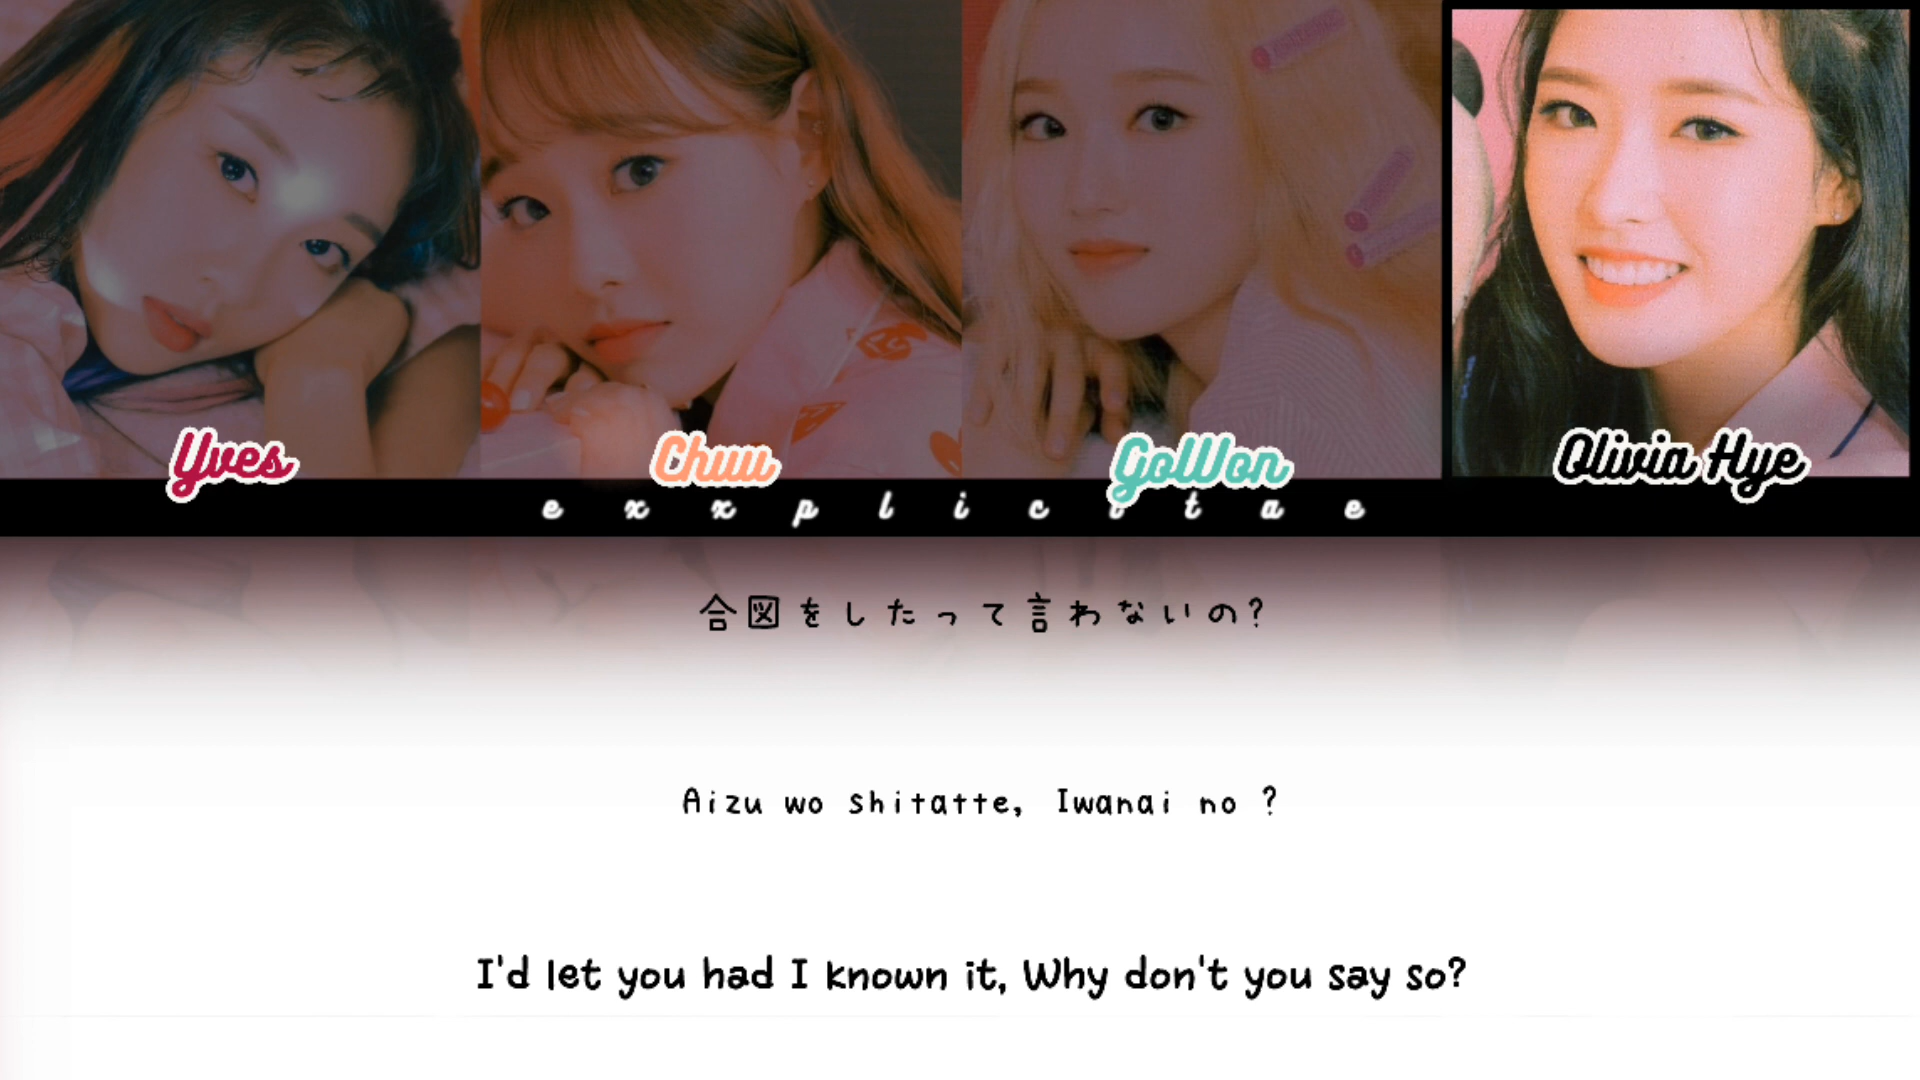 Yves
Chuu
GoWon
Olivia Hye
exxplicitae
合図をしたって言わないの?
Aizu wo shitatte, Iwanai no ?
I'd let you had I known it, Why don't you say so?